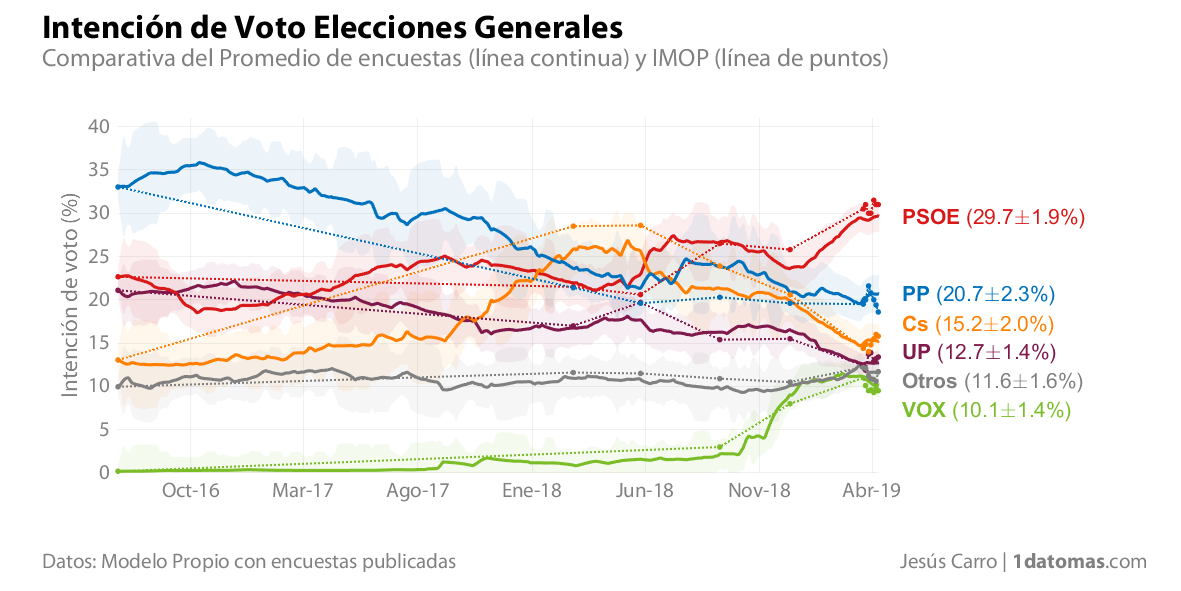 Intención de Voto Elecciones Generales
Comparativa del Promedio de encuestas (línea continua) y IMOP (línea de puntos)
Intención de voto (%)
40
35
30
25
20
15
10
5
0
Oct-16 Mar-17 Ago-17 Ene-18 Jun-18 Nov-18 Abr-19
PSOE (29.7±1.9%)
PP (20.7±2.3%)
Cs (15.2±2.0%)
UP (12.7±1.4%)
Otros (11.6±1.6%)
VOX (10.1±1.4%)
Datos: Modelo Propio con encuestas publicadas
Jesús Carro | 1datomas.com